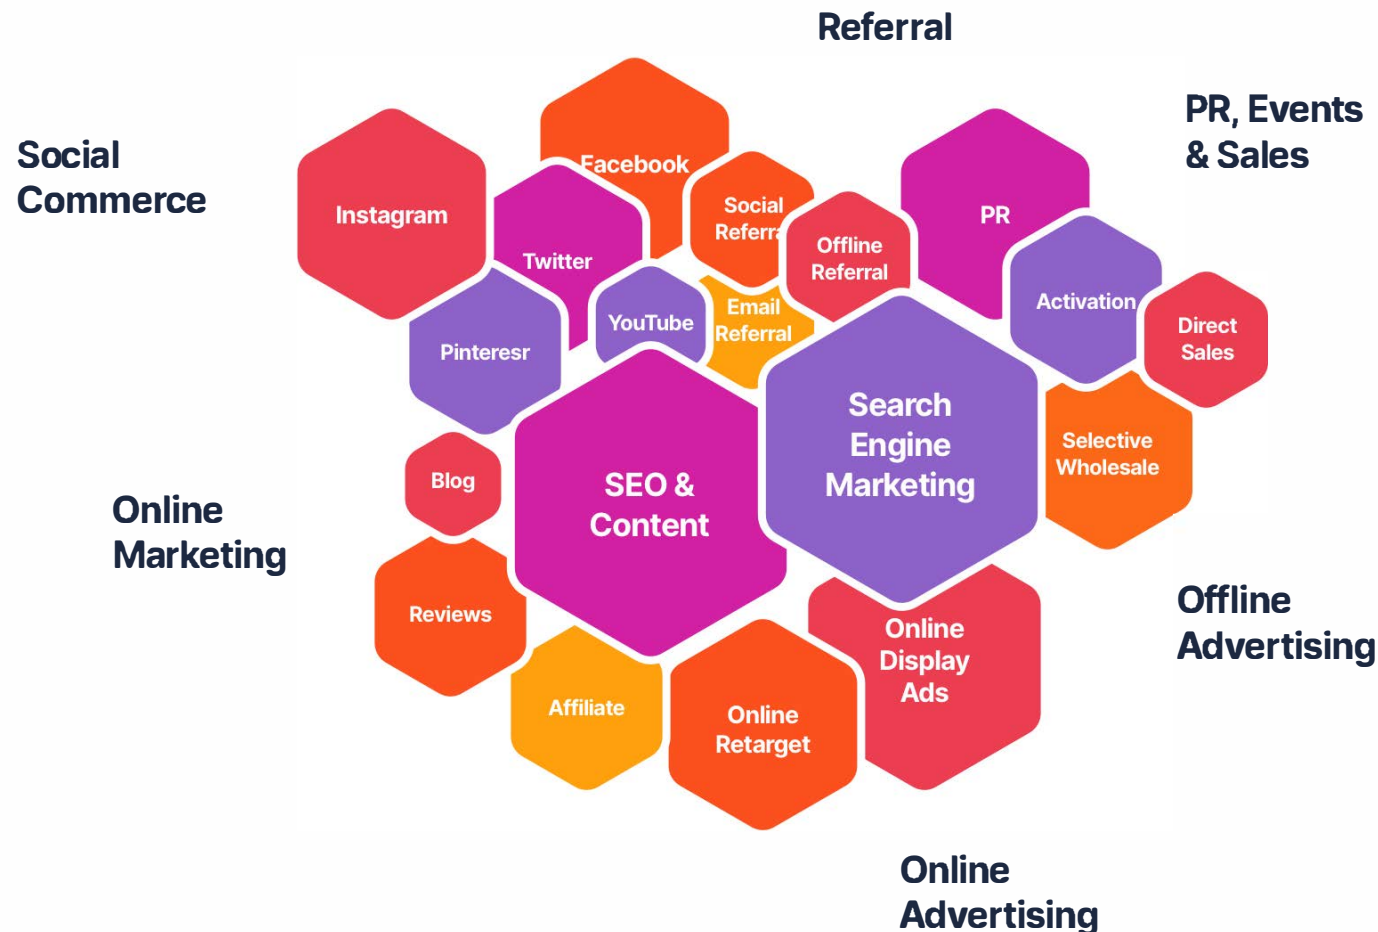 Referral
PR, Events
& Sales
Social
Commerce
Facebook
Instagram
Twitter
Social
Referra
Offline
Referral
PR
Activation
Direct
Sales
Pinteresr
YouTube
Email
Referral
Search
Engine
Marketing
Selective
Wholesale
Blog
SEO &
Content
Online
Marketing
Reviews
Offline
Advertising
Online
Display
Ads
Affiliate
Online
Retarget
Online
Advertising